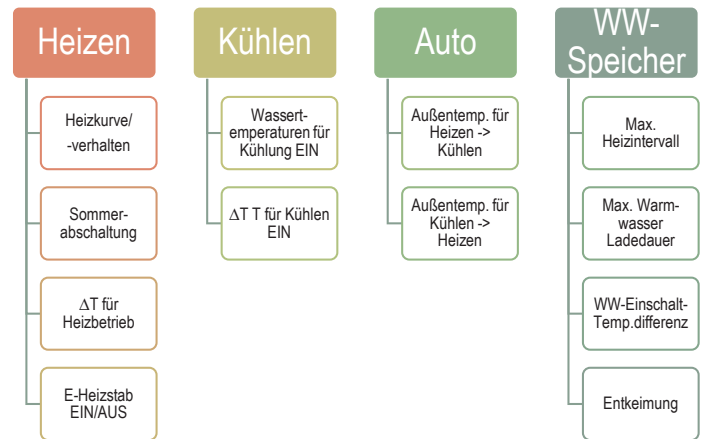 Heizen
Heizkurve/
-verhalten
Sommer-
abschaltung
∆T für
Heizbetrieb
E-Heizstab
EIN/AUS
Kühlen
Wassert-
emperaturen für
Kühlung EIN
∆T T für Kühlen
EIN
Auto
Außentemp. für
Heizen ->
Kühlen
Außentemp. für
Kühlen ->
Heizen
WW-
Speicher
Max.
Heizintervall
Max. Warm-
wasser
Ladedauer
WW-Einschalt-
Temp.differenz
Entkeimung